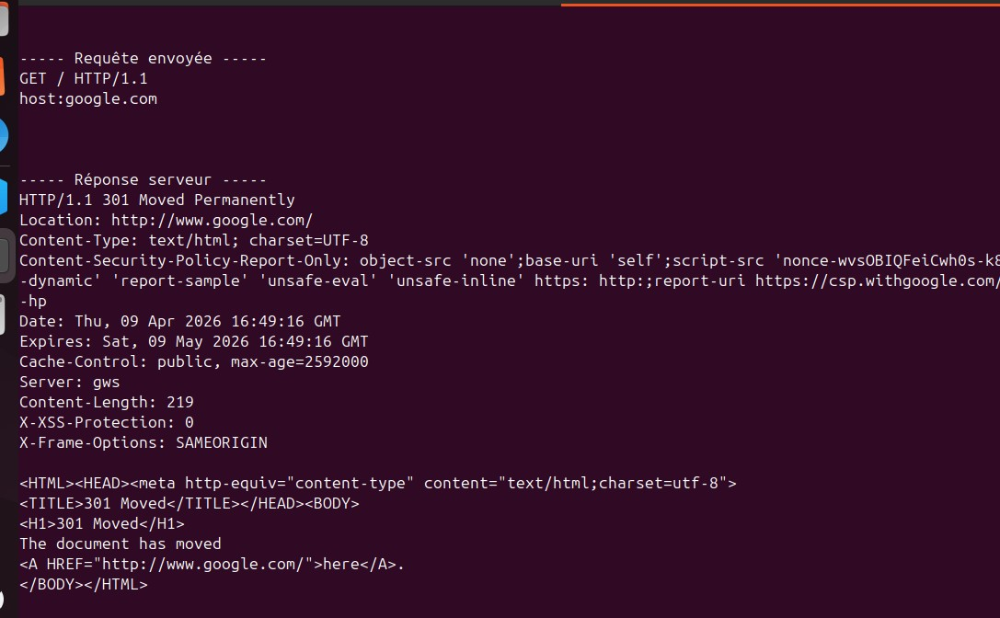 ----- Requête envoyée -----
GET / HTTP/1.1
host:google.com
----- Réponse serveur -----
HTTP/1.1 301 Moved Permanently
Location: http://www.google.com/
Content-Type: text/html; charset=UTF-8
Content-Security-Policy-Report-Only: object-src 'none';base-uri 'self';script-src 'nonce-wvsOBIQFeiCwh0s-k8
-dynamic' 'report-sample' 'unsafe-eval' 'unsafe-inline' https: http:;report-uri https://csp.withgoogle.com/
-hp
Date: Thu, 09 Apr 2026 16:49:16 GMT
Expires: Sat, 09 May 2026 16:49:16 GMT
Cache-Control: public, max-age=2592000
Server: gws
Content-Length: 219
X-XSS-Protection: 0
X-Frame-Options: SAMEORIGIN
<HTML><HEAD><meta http-equiv="content-type" content="text/html;charset=utf-8">
<TITLE>301 Moved</TITLE></HEAD><BODY>
<H1>301 Moved</H1>
The document has moved
<A HREF="http://www.google.com/">here</A>.
</BODY></HTML>